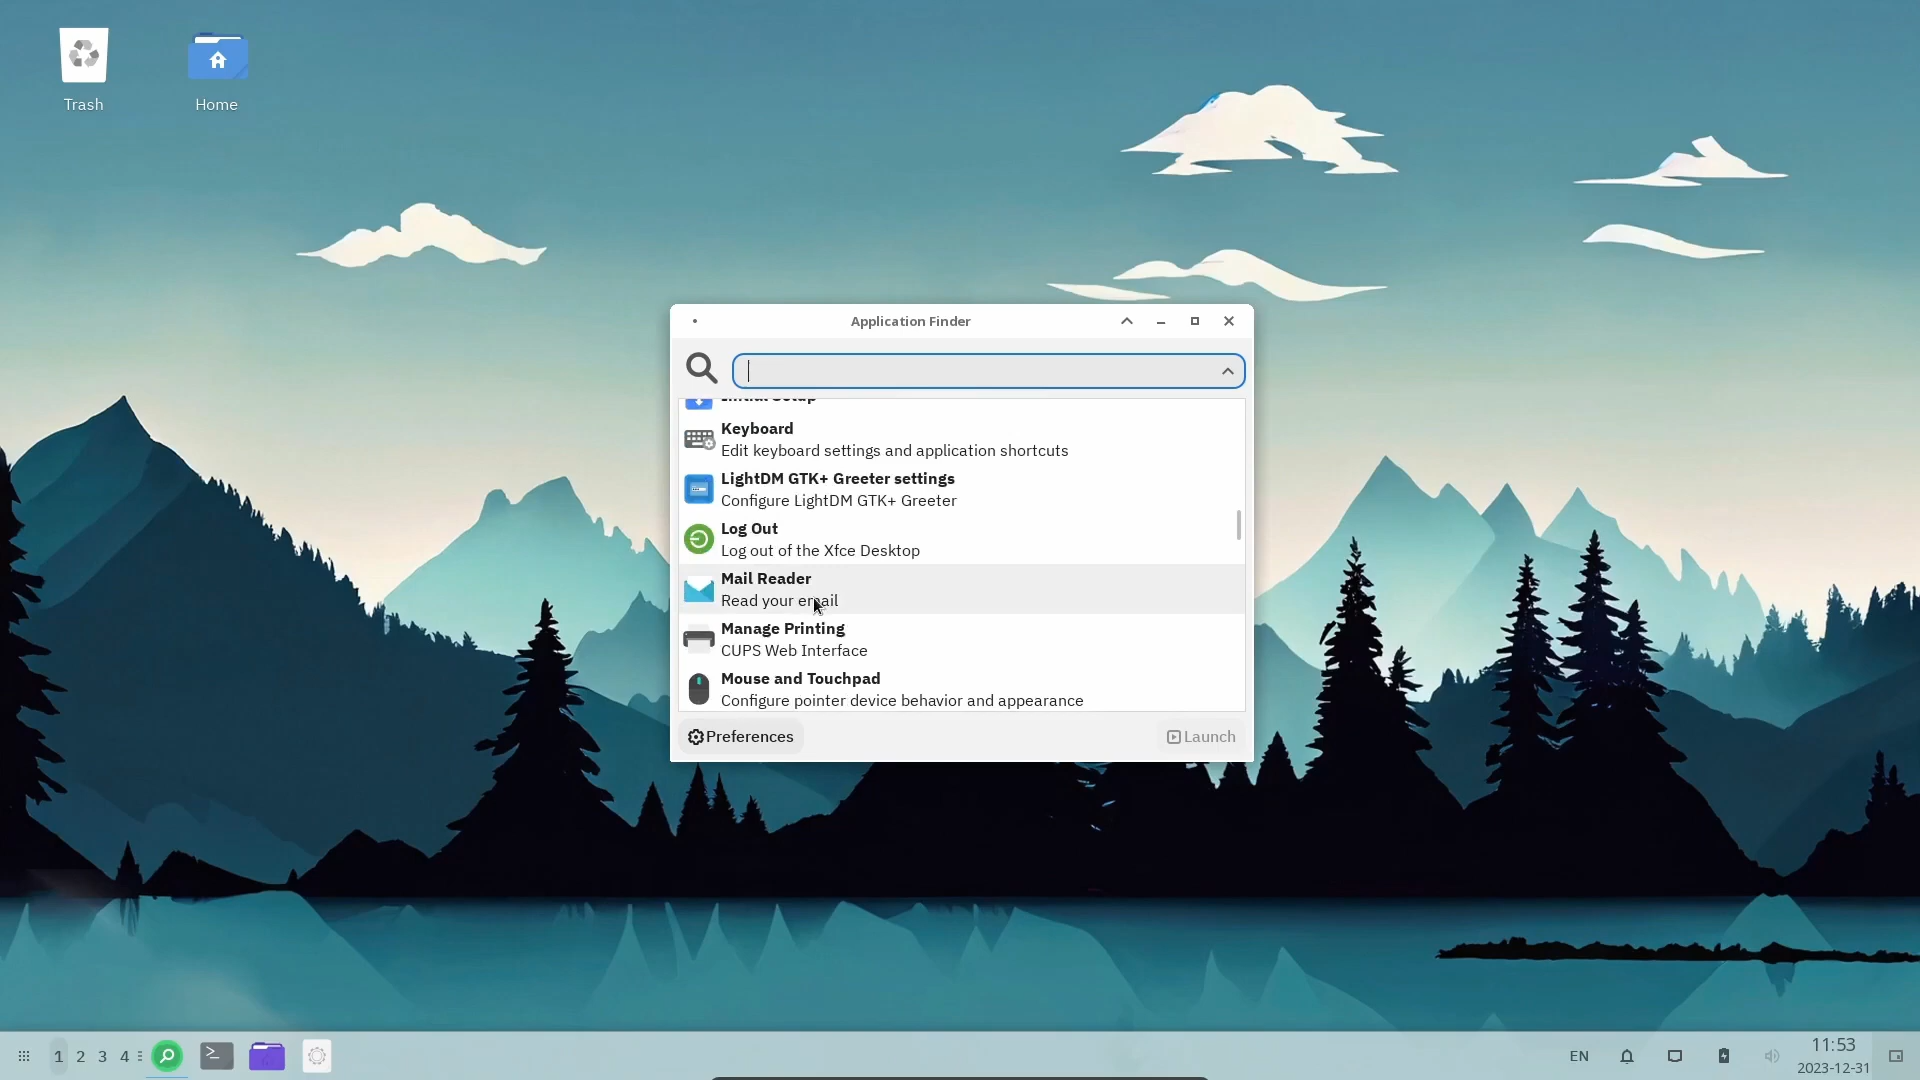 Trash
Home
Application Finder
Initial Setup
Keyboard
Edit keyboard settings and application shortcuts
LightDM GTK+ Greeter settings
Configure LightDM GTK+ Greeter
Log Out
Log out of the Xfce Desktop
Mail Reader
Read your email
Manage Printing
CUPS Web Interface
Mouse and Touchpad
Configure pointer device behavior and appearance
Preferences
Launch
1 2 3 4
EN
11:53
2023-12-31